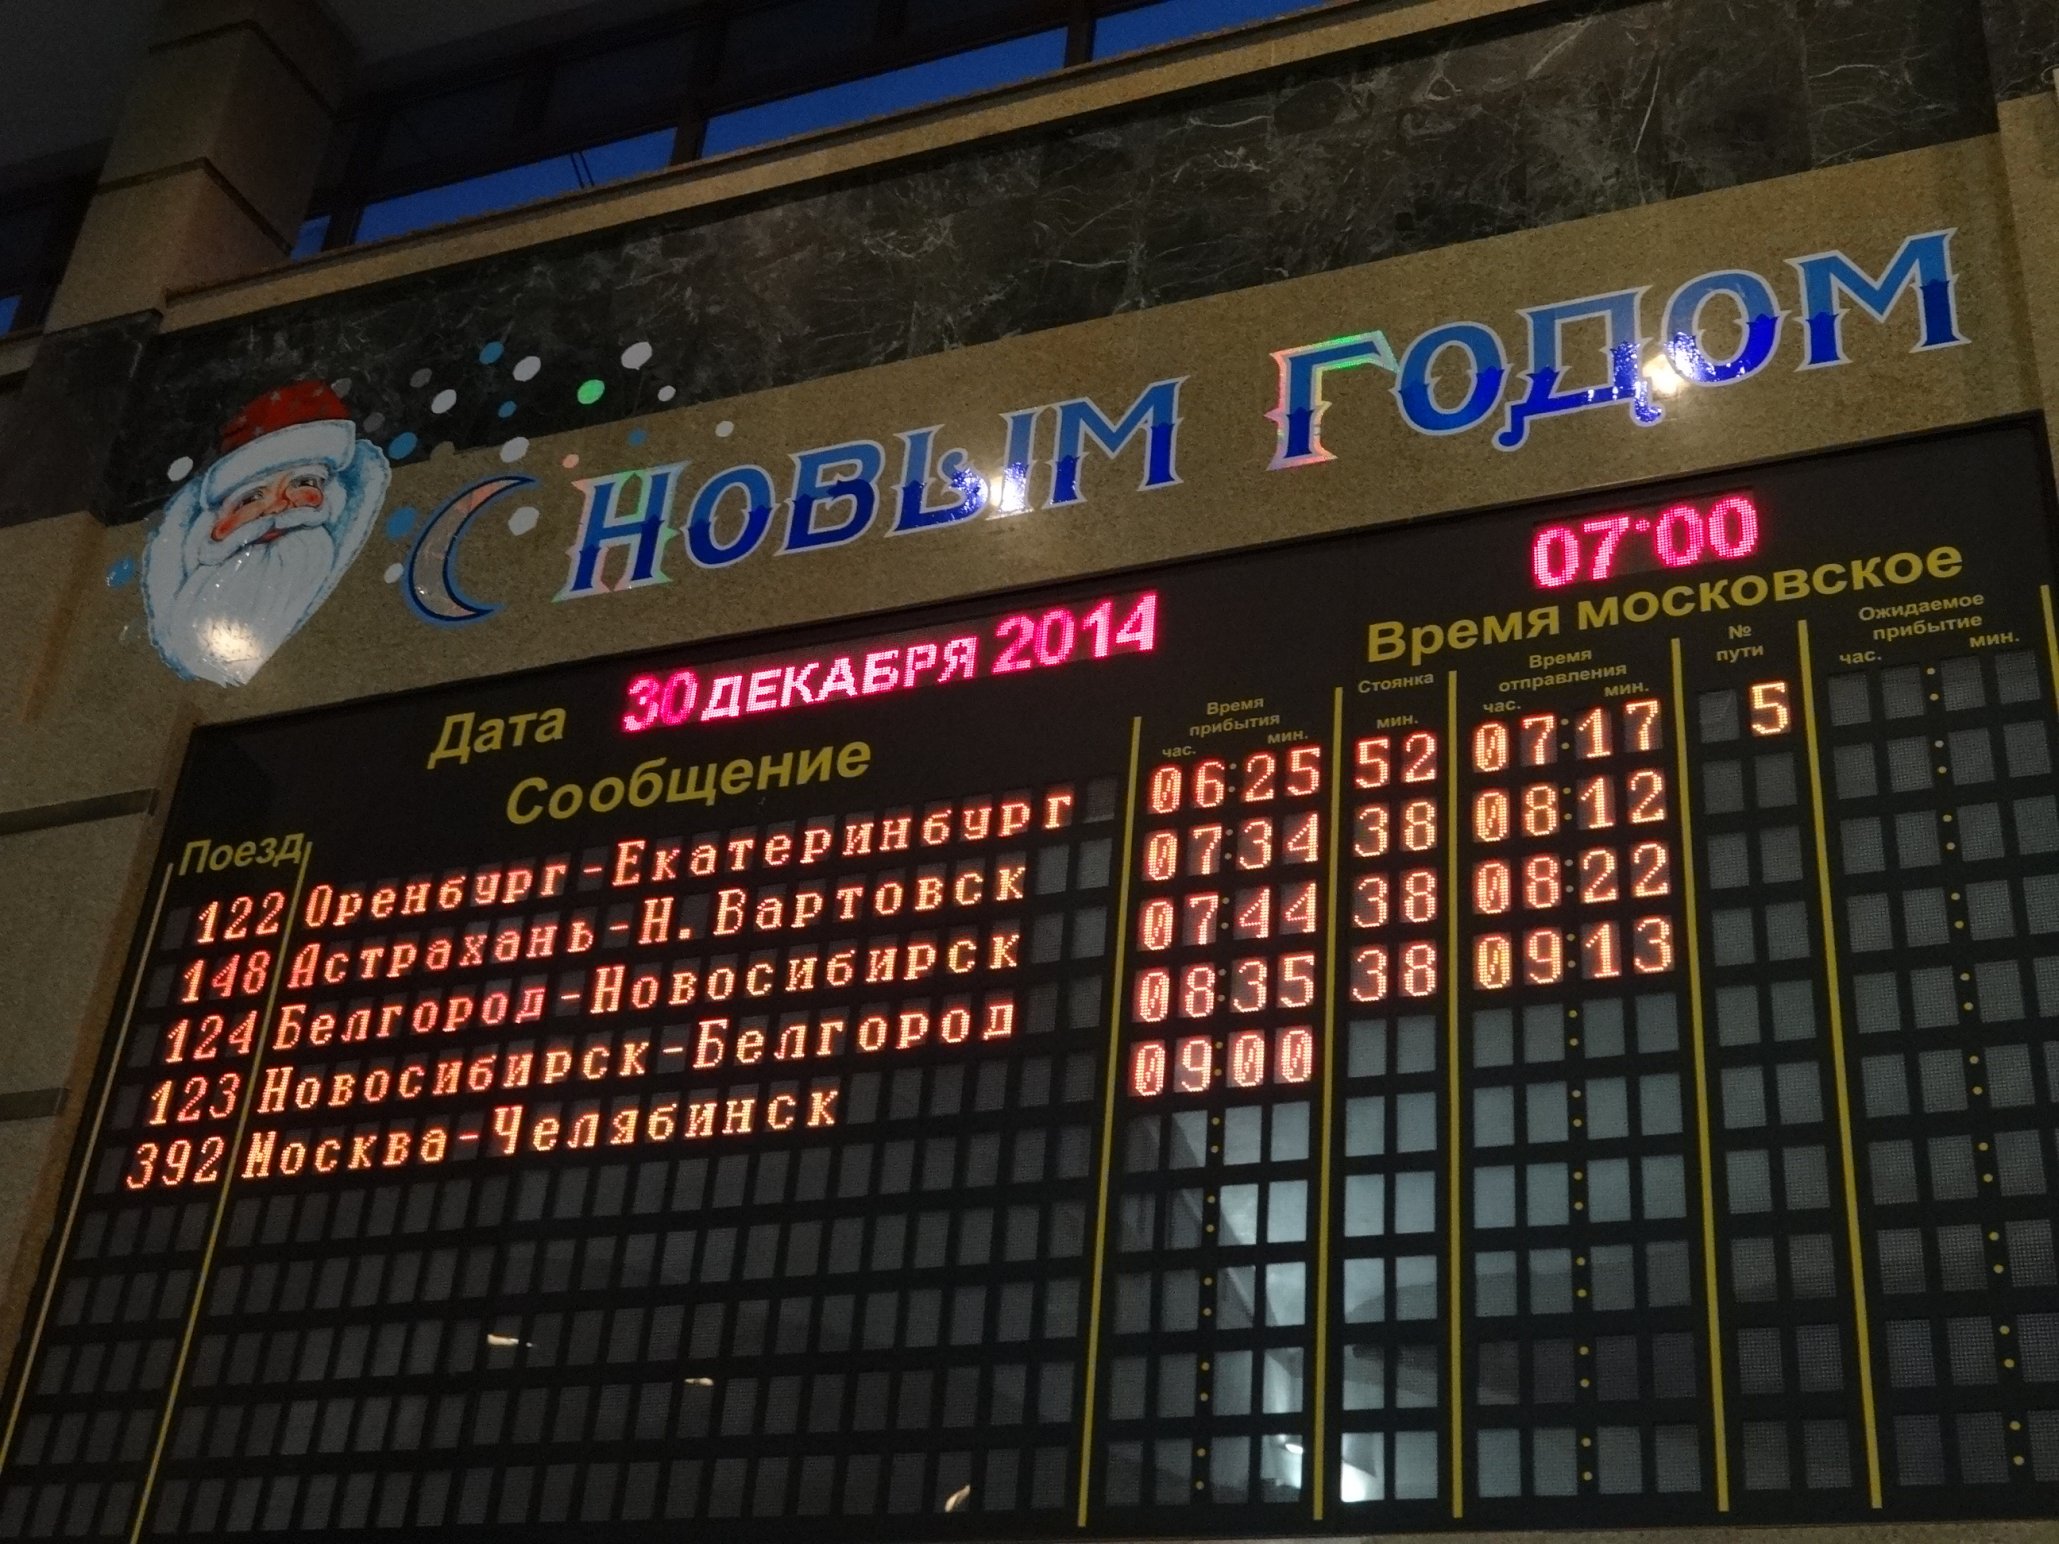 С Новым Годом
07:00
Дата 30 ДЕКАБРЯ 2014 Время московское
Поезд Сообщение Время прибытия час. мин. Стоянка мин. Время отправления час. мин. № пути Ожидаемое прибытие час. мин.
122 Оренбург-Екатеринбург 06:25 52 07:17 5
148 Астрахань-Н.Вартовск 07:34 38 08:12
124 Белгород-Новосибирск 07:44 38 08:22
123 Новосибирск-Белгород 08:35 38 09:13
392 Москва-Челябинск 09:00